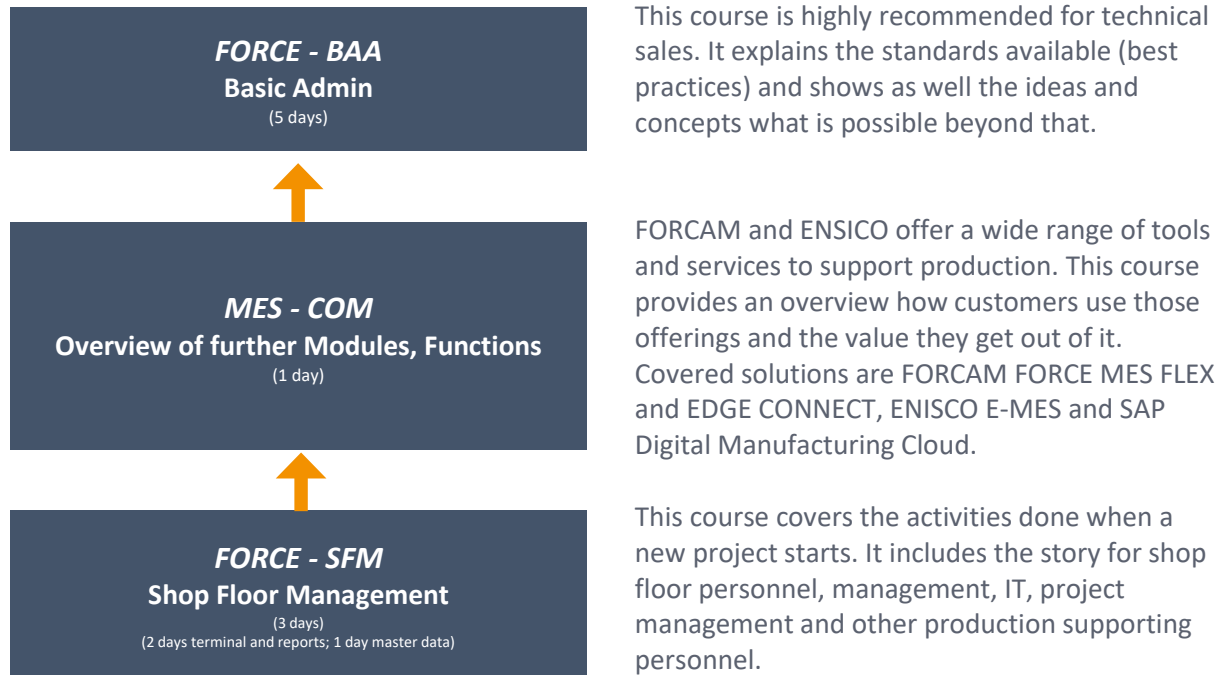 FORCE - BAA
Basic Admin
(5 days)
This course is highly recommended for technical
sales. It explains the standards available (best
practices) and shows as well the ideas and
concepts what is possible beyond that.
MES - COM
Overview of further Modules, Functions
(1 day)
FORCAM and ENSICO offer a wide range of tools
and services to support production. This course
provides an overview how customers use those
offerings and the value they get out of it.
Covered solutions are FORCAM FORCE MES FLEX
and EDGE CONNECT, ENISCO E-MES and SAP
Digital Manufacturing Cloud.
FORCE - SFM
Shop Floor Management
(3 days)
(2 days terminal and reports; 1 day master data)
This course covers the activities done when a
new project starts. It includes the story for shop
floor personnel, management, IT, project
management and other production supporting
personnel.